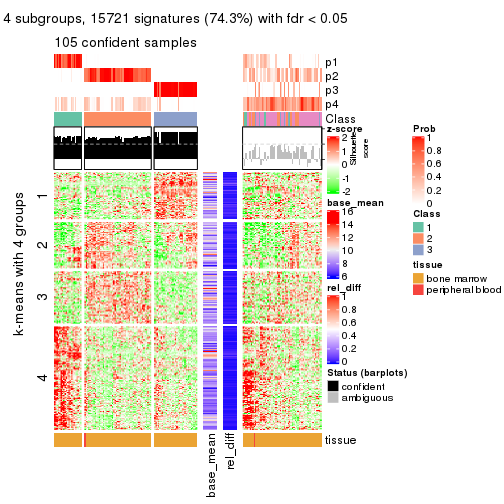 4 subgroups, 15721 signatures (74.3%) with fdr < 0.05
105 confident samples
p1
p2
p3
p4
Class
z-score
2
1
0
-1
-2
Silhouette
score
base_mean
16
14
12
10
8
6
rel_diff
1
0.8
0.6
0.4
0.2
0
Status (barplots)
confident
ambiguous
Prob
1
0.8
0.6
0.4
0.2
0
Class
1
2
3
tissue
bone marrow
peripheral blood
k-means with 4 groups
1
2
3
4
base_mean
rel_diff
tissue